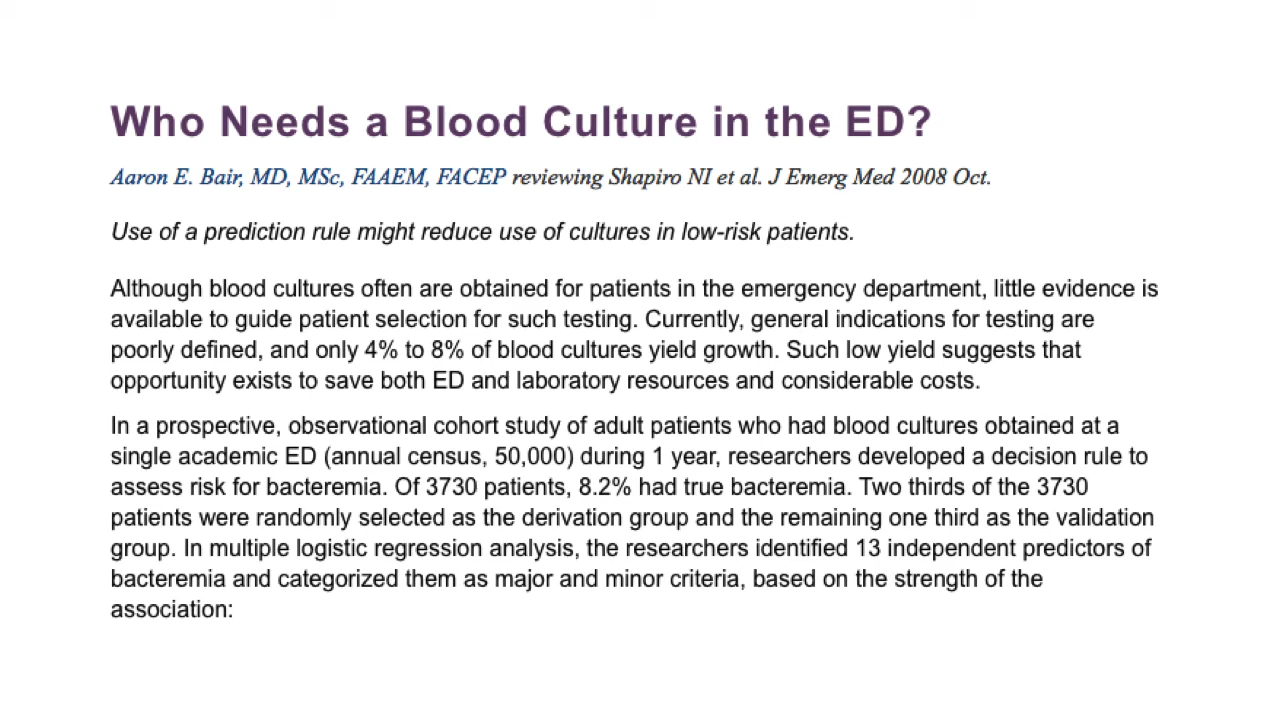 Who Needs a Blood Culture in the ED?
Aaron E. Bair, MD, MSc, FAAEM, FACEP reviewing Shapiro NI et al. J Emerg Med 2008 Oct.
Use of a prediction rule might reduce use of cultures in low-risk patients.
Although blood cultures often are obtained for patients in the emergency department, little evidence is
available to guide patient selection for such testing. Currently, general indications for testing are
poorly defined, and only 4% to 8% of blood cultures yield growth. Such low yield suggests that
opportunity exists to save both ED and laboratory resources and considerable costs.
In a prospective, observational cohort study of adult patients who had blood cultures obtained at a
single academic ED (annual census, 50,000) during 1 year, researchers developed a decision rule to
assess risk for bacteremia. Of 3730 patients, 8.2% had true bacteremia. Two thirds of the 3730
patients were randomly selected as the derivation group and the remaining one third as the validation
group. In multiple logistic regression analysis, the researchers identified 13 independent predictors of
bacteremia and categorized them as major and minor criteria, based on the strength of the
association: